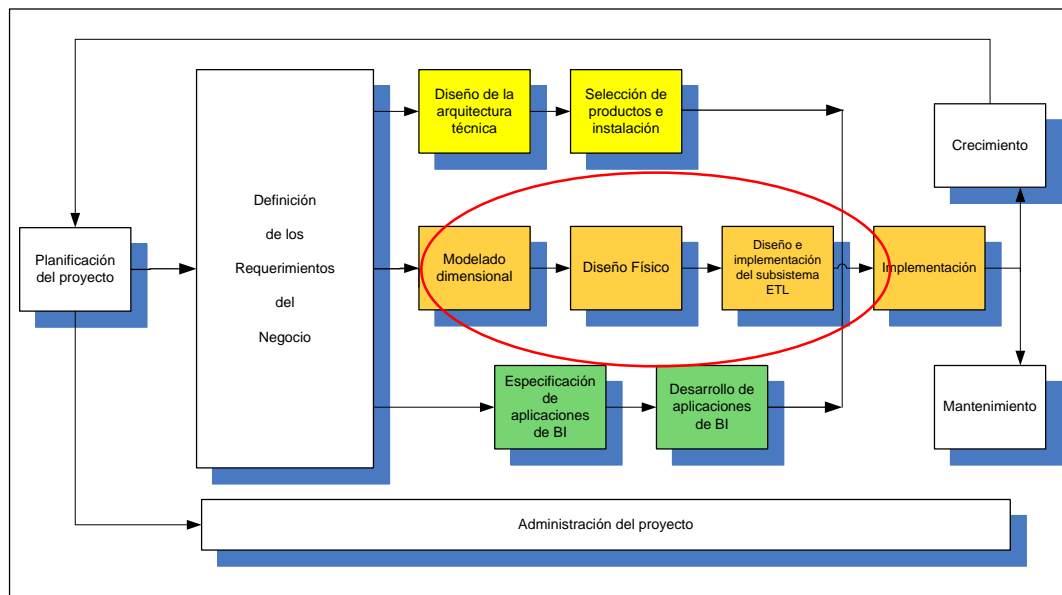 Planificación
del proyecto
Definición
de los
Requerimientos
del
Negocio
Diseño de la
arquitectura
técnica
Selección de
productos e
instalación
Modelado
dimensional
Diseño Físico
Diseño e
implementación
del subsistema
ETL
Implementación
Especificación
de
aplicaciones
de BI
Desarrollo de
aplicaciones
de BI
Crecimiento
Mantenimiento
Administración del proyecto